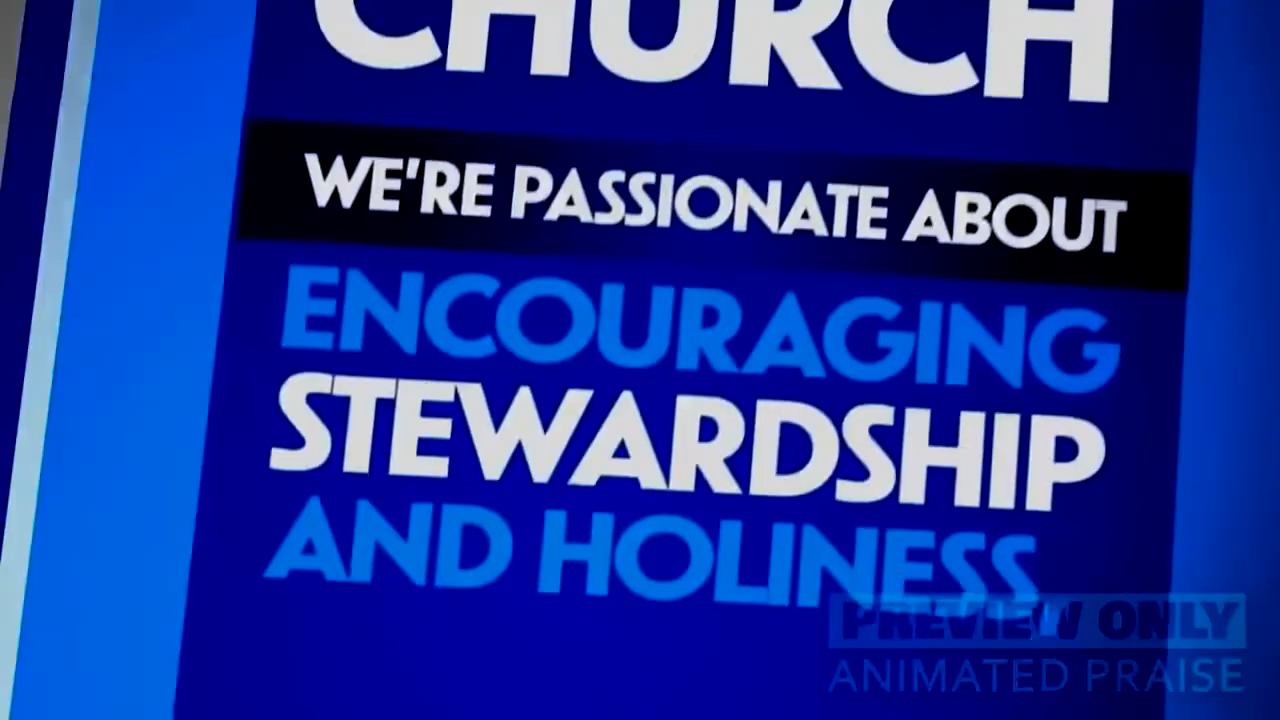 CHURCH
WE'RE PASSIONATE ABOUT
ENCOURAGING
STEWARDSHIP
AND HOLINESS
PREVIEW ONLY
ANIMATED PRAISE